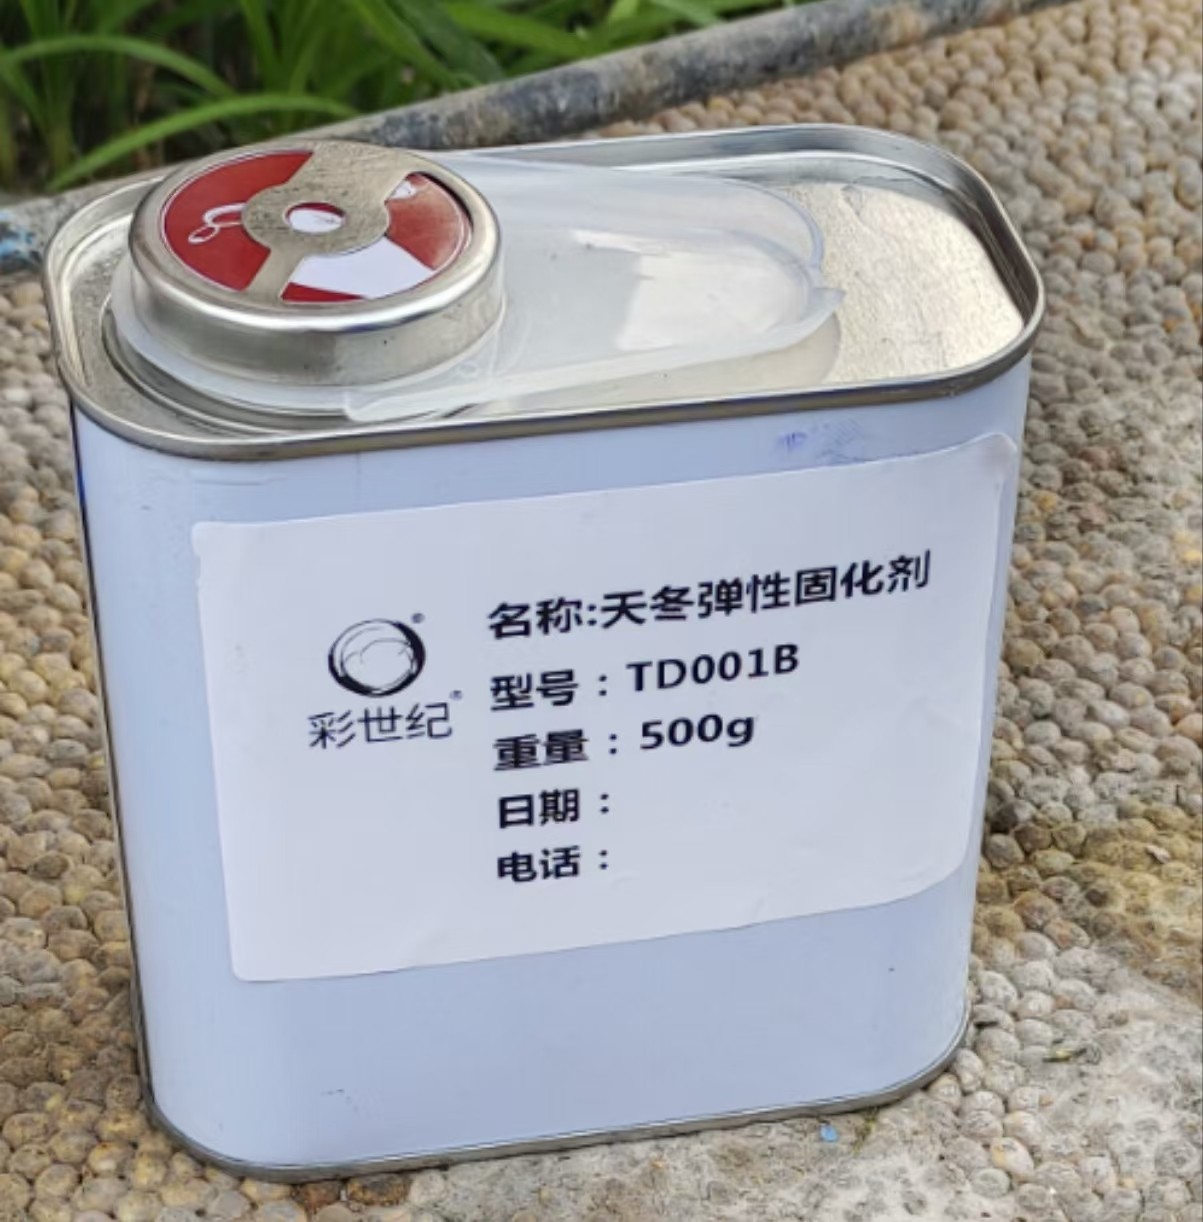 名称:天冬弹性固化剂
型号：TD001B
重量：500g
日期：
电话：
®
彩世纪®